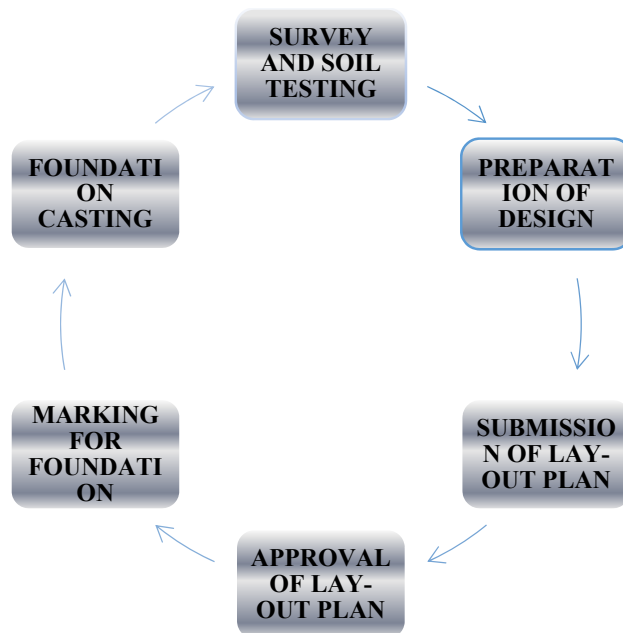 SURVEY
AND SOIL
TESTING
PREPARAT
ION OF
DESIGN
SUBMISSIO
N OF LAY-
OUT PLAN
APPROVAL
OF LAY-
OUT PLAN
MARKING
FOR
FOUNDATI
ON
FOUNDATI
ON
CASTING